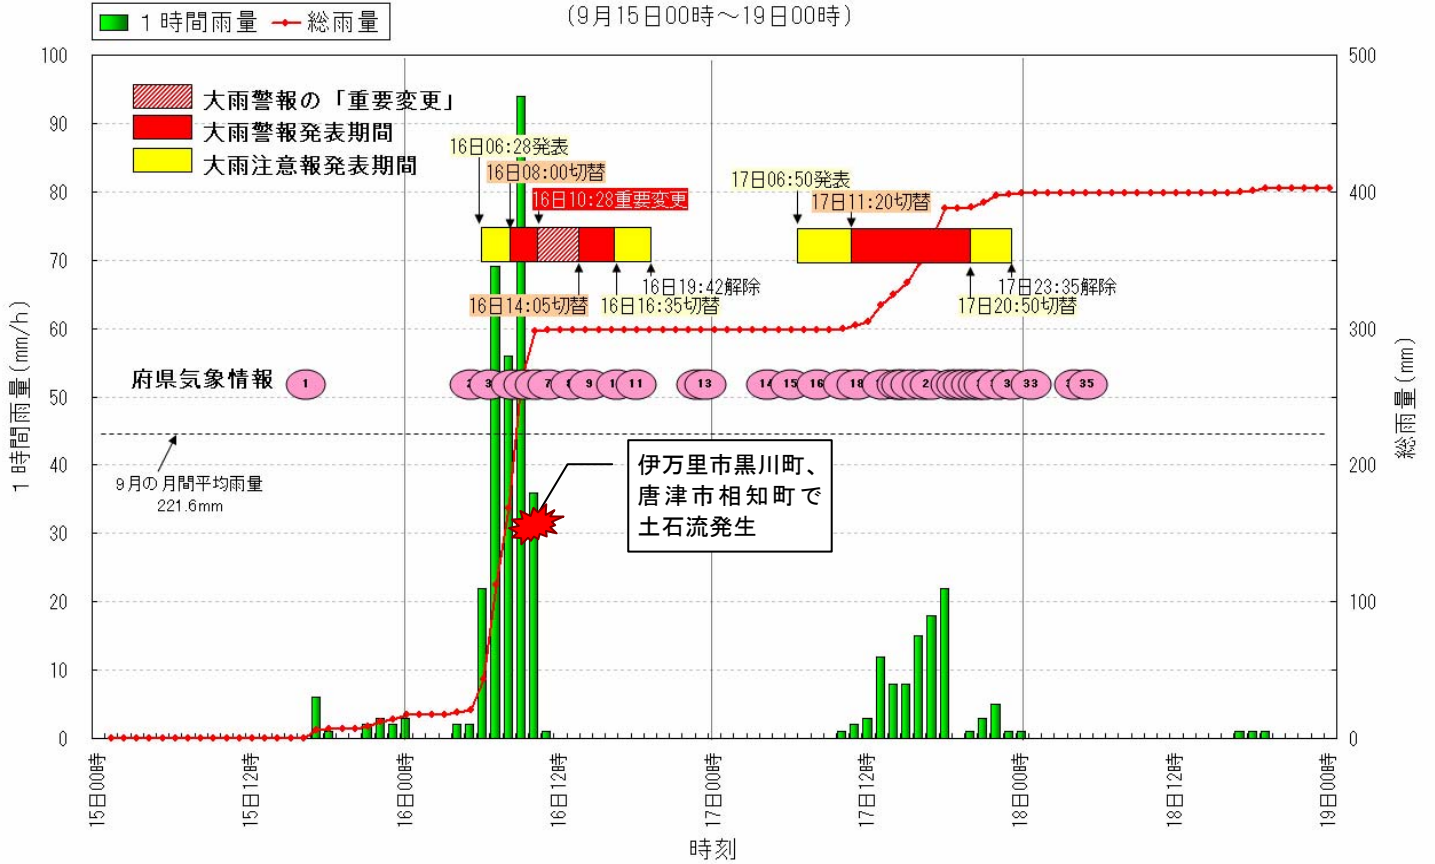 １時間雨量 総雨量
(9月15日00時～19日00時)
大雨警報の「重要変更」
大雨警報発表期間
大雨注意報発表期間
16日06:28発表
16日08:00切替
16日10:28重要変更
16日14:05切替
16日16:35切替
16日19:42解除
17日06:50発表
17日11:20切替
17日20:50切替
17日23:35解除
府県気象情報
1 2 3 7 8 9 11 13 14 15 16 18 33 35
9月の月間平均雨量
221.6mm
伊万里市黒川町、
唐津市相知町で
土石流発生
１時間雨量(mm/h)
100
90
80
70
60
50
40
30
20
10
0
総雨量(mm)
500
400
300
200
100
0
15日00時
15日12時
16日00時
16日12時
17日00時
17日12時
18日00時
18日12時
19日00時
時刻